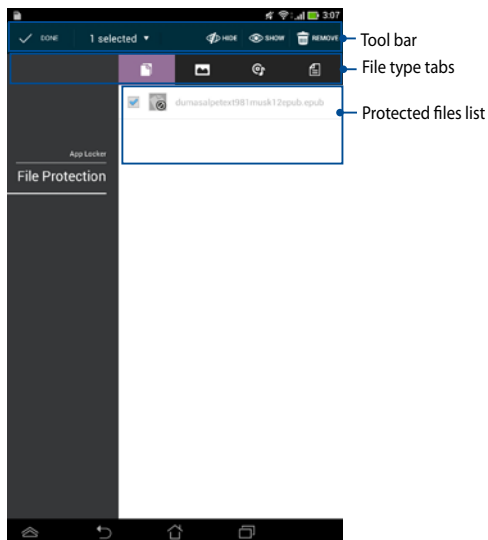 3:07
DONE 1 selected HIDE SHOW REMOVE
Tool bar
File type tabs
dumasalpetext981musk12epub.epub
Protected files list
App Locker
File Protection